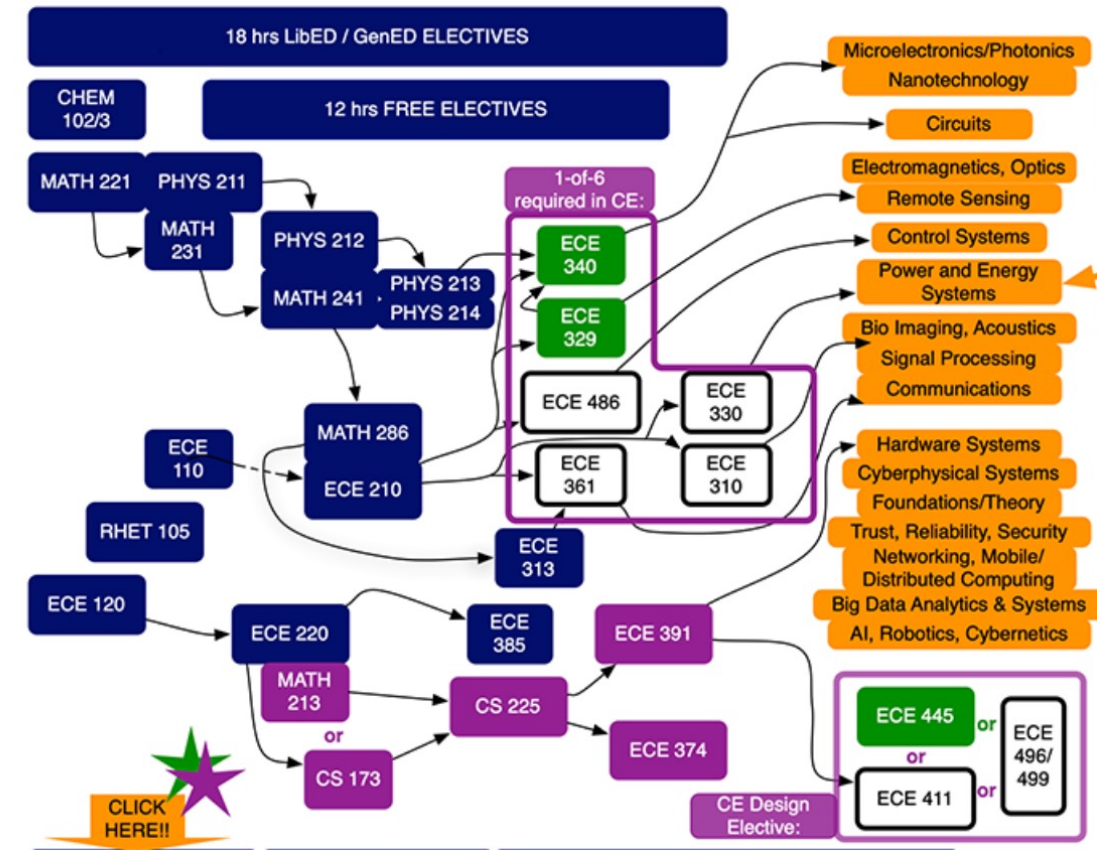 18 hrs LibED / GenED ELECTIVES
CHEM
102/3
12 hrs FREE ELECTIVES
MATH 221
PHYS 211
MATH
231
PHYS 212
MATH 241
PHYS 213
PHYS 214
MATH 286
ECE 210
ECE
110
RHET 105
ECE 120
ECE 220
MATH
213
or
CS 173
CS 225
ECE
385
ECE 391
ECE 374
ECE
313
1-of-6
required in CE:
ECE
340
ECE
329
ECE 486
ECE
330
ECE
361
ECE
310
Microelectronics/Photonics
Nanotechnology
Circuits
Electromagnetics, Optics
Remote Sensing
Control Systems
Power and Energy
Systems
Bio Imaging, Acoustics
Signal Processing
Communications
Hardware Systems
Cyberphysical Systems
Foundations/Theory
Trust, Reliability, Security
Networking, Mobile/
Distributed Computing
Big Data Analytics & Systems
AI, Robotics, Cybernetics
CE Design
Elective:
ECE 445
or
ECE
496/
499
or
ECE 411
or
CLICK
HERE!!